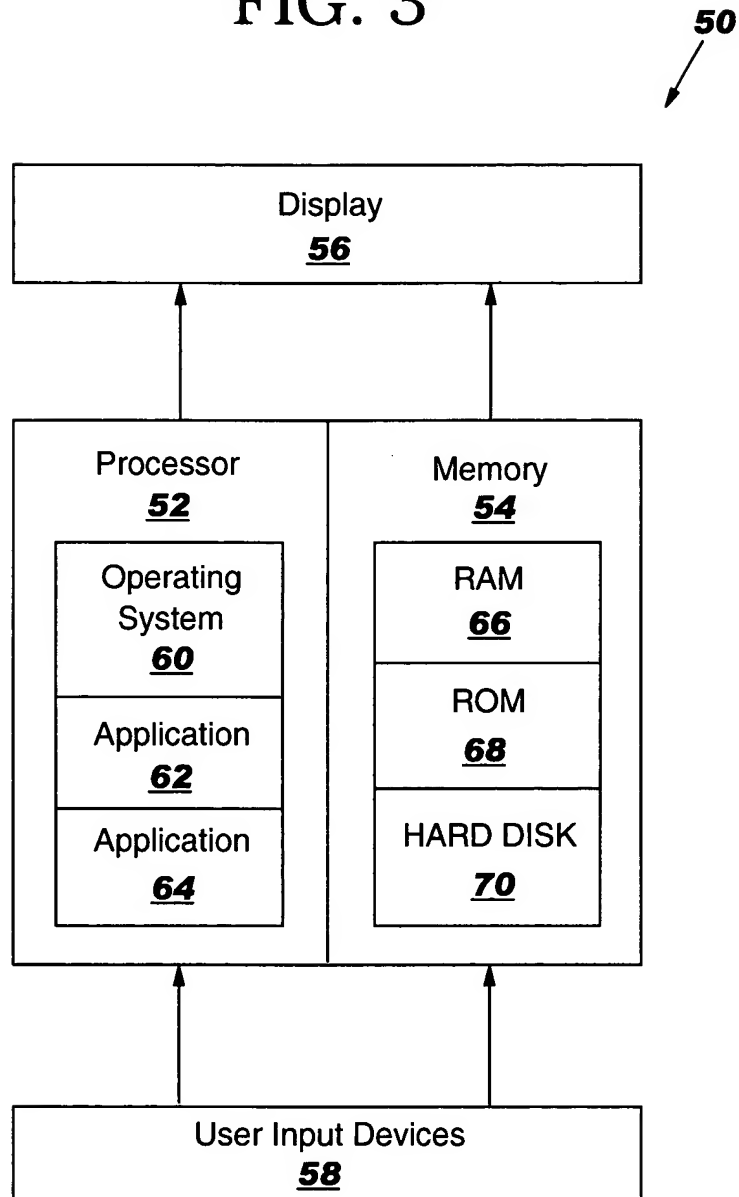 FIG. 3
50
Display
56
Processor
52
Operating
System
60
Application
62
Application
64
Memory
54
RAM
66
ROM
68
HARD DISK
70
User Input Devices
58